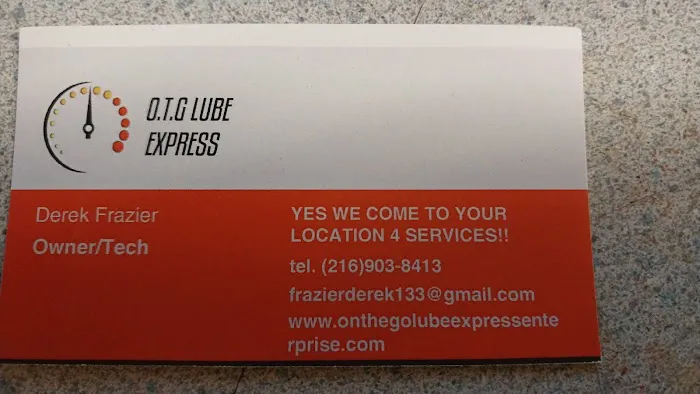 O.T.G LUBE
EXPRESS
Derek Frazier
Owner/Tech
YES WE COME TO YOUR
LOCATION 4 SERVICES!!
tel. (216)903-8413
frazierderek133@gmail.com
www.onthegolubeexpressente
rprise.com